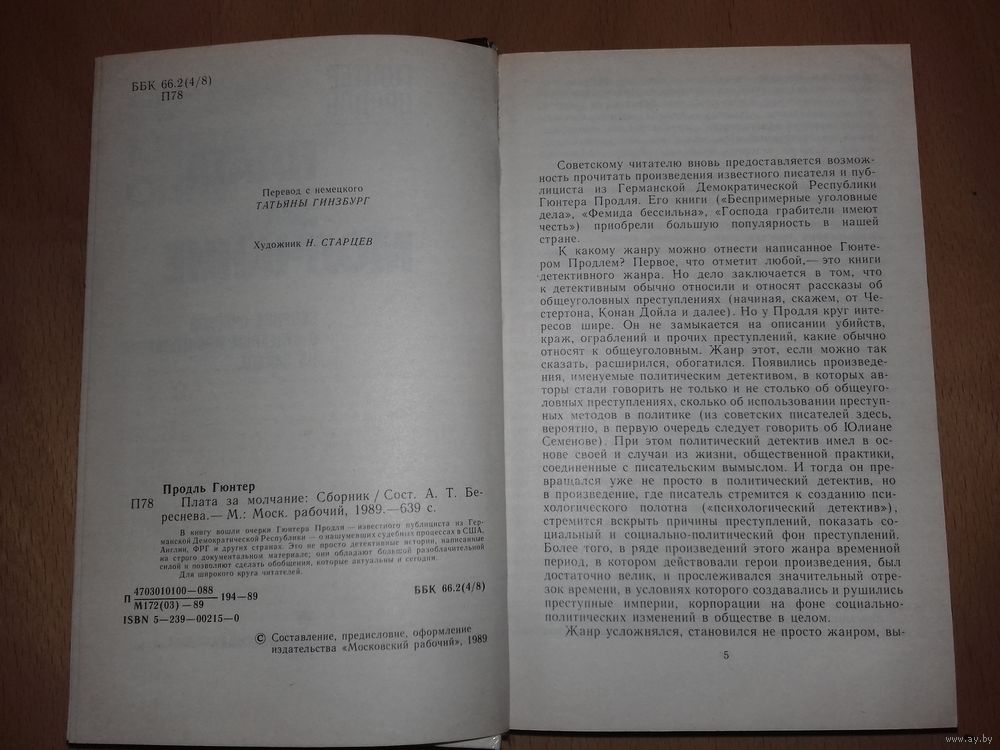 ББК 66.2(4/8)
П78
Перевод с немецкого
ТАТЬЯНЫ ГИНЗБУРГ
Художник Н. СТАРЦЕВ
Продль Гюнтер
П78 Плата за молчание: Сборник / Сост. А. Т. Бе-
реснева.— М.: Моск. рабочий, 1989.—639 с.
В книгу вошли очерки Гюнтера Продля — известного публициста из Гер-
манской Демократической Республики — о нашумевших судебных процессах в США,
Англии, ФРГ и других странах. Это не просто детективные истории, написанные
на строго документальном материале; они обладают большой разоблачительной
силой и позволяют сделать обобщения, которые актуальны и сегодня.
Для широкого круга читателей.
П 4703010100—088
М172(03)—89
194—89
ББК 66.2(4/8)
ISBN 5—239—00215—0
© Составление, предисловие, оформление
издательства «Московский рабочий», 1989
Советскому читателю вновь предоставляется возмож-
ность прочитать произведения известного писателя и пуб-
лициста из Германской Демократической Республики
Гюнтера Продля. Его книги («Беспримерные уголовные
дела», «Фемида бессильна», «Господа грабители имеют
честь») приобрели большую популярность в нашей
стране.
К какому жанру можно отнести написанное Гюнте-
ром Продлем? Первое, что отметит любой,— это книги
детективного жанра. Но дело заключается в том, что
к детективным обычно относили и относят рассказы об
общеуголовных преступлениях (начиная, скажем, от Че-
стертона, Конан Дойла и далее). Но у Продля круг инте-
ресов шире. Он не замыкается на описании убийств,
краж, ограблений и прочих преступлений, какие обычно
относят к общеуголовным. Жанр этот, если можно так
сказать, расширился, обогатился. Появились произведе-
ния, именуемые политическим детективом, в которых ав-
торы стали говорить не только и не столько об общеуго-
ловных преступлениях, сколько об использовании преступ-
ных методов в политике (из советских писателей здесь,
вероятно, в первую очередь следует говорить об Юлиане
Семенове). При этом политический детектив имел в ос-
нове своей и случаи из жизни, общественной практики,
соединенные с писательским вымыслом. И тогда он пре-
вращался уже не просто в политический детектив, но
в произведение, где писатель стремится к созданию пси-
хологического полотна («психологический детектив»),
стремится вскрыть причины преступлений, показать со-
циальный и социально-политический фон преступлений.
Более того, в ряде произведений этого жанра временной
период, в котором действовали герои произведения, был
достаточно велик, и прослеживался значительный отре-
зок времени, в условиях которого создавались и рушились
преступные империи, корпорации на фоне социально-
политических изменений в обществе в целом.
Жанр усложнялся, становился не просто жанром, вы-
5
www.ay.by